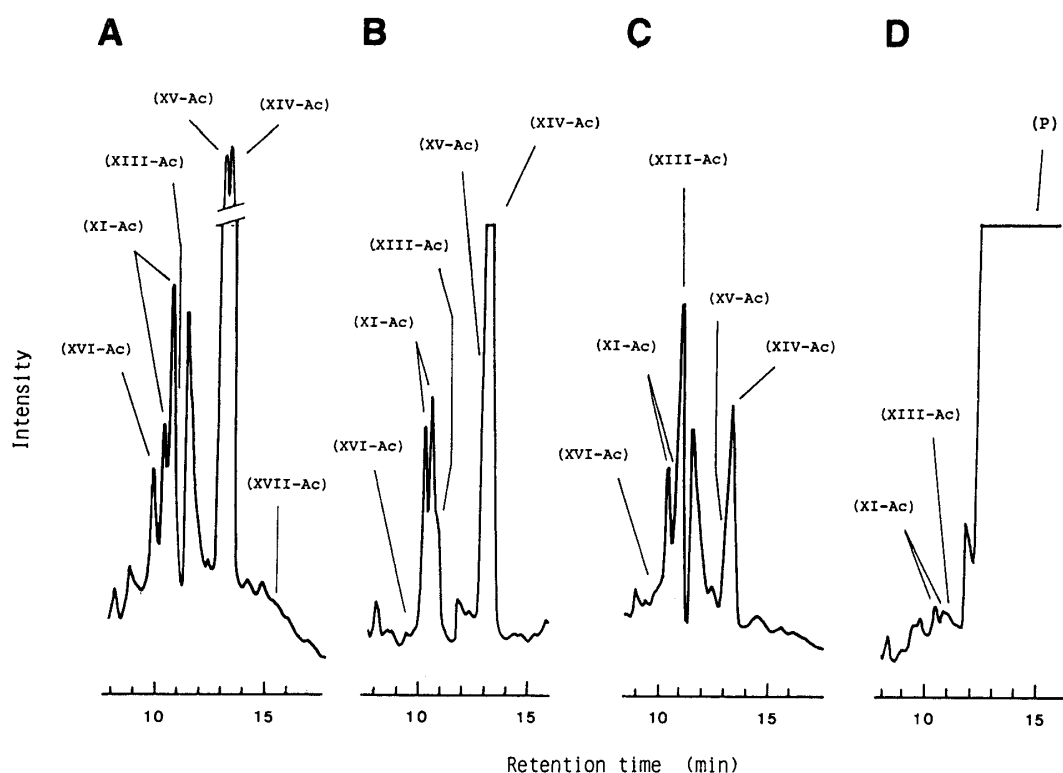 A
B
C
D
(XV-Ac)
(XIV-Ac)
(XIII-Ac)
(XI-Ac)
(XVI-Ac)
(XVII-Ac)
(XIV-Ac)
(XV-Ac)
(XIII-Ac)
(XI-Ac)
(XVI-Ac)
(XIII-Ac)
(XV-Ac)
(XI-Ac)
(XIV-Ac)
(XVI-Ac)
(P)
(XIII-Ac)
(XI-Ac)
Intensity
10 15
10 15
10 15
10 15
Retention time (min)